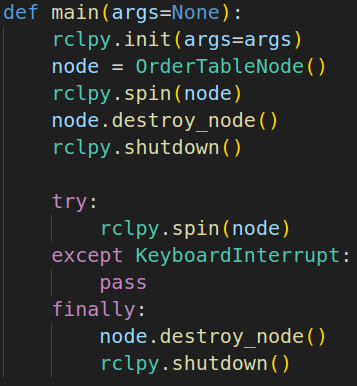 def main(args=None):
    rclpy.init(args=args)
    node = OrderTableNode()
    rclpy.spin(node)
    node.destroy_node()
    rclpy.shutdown()

    try:
        rclpy.spin(node)
    except KeyboardInterrupt:
        pass
    finally:
        node.destroy_node()
        rclpy.shutdown()